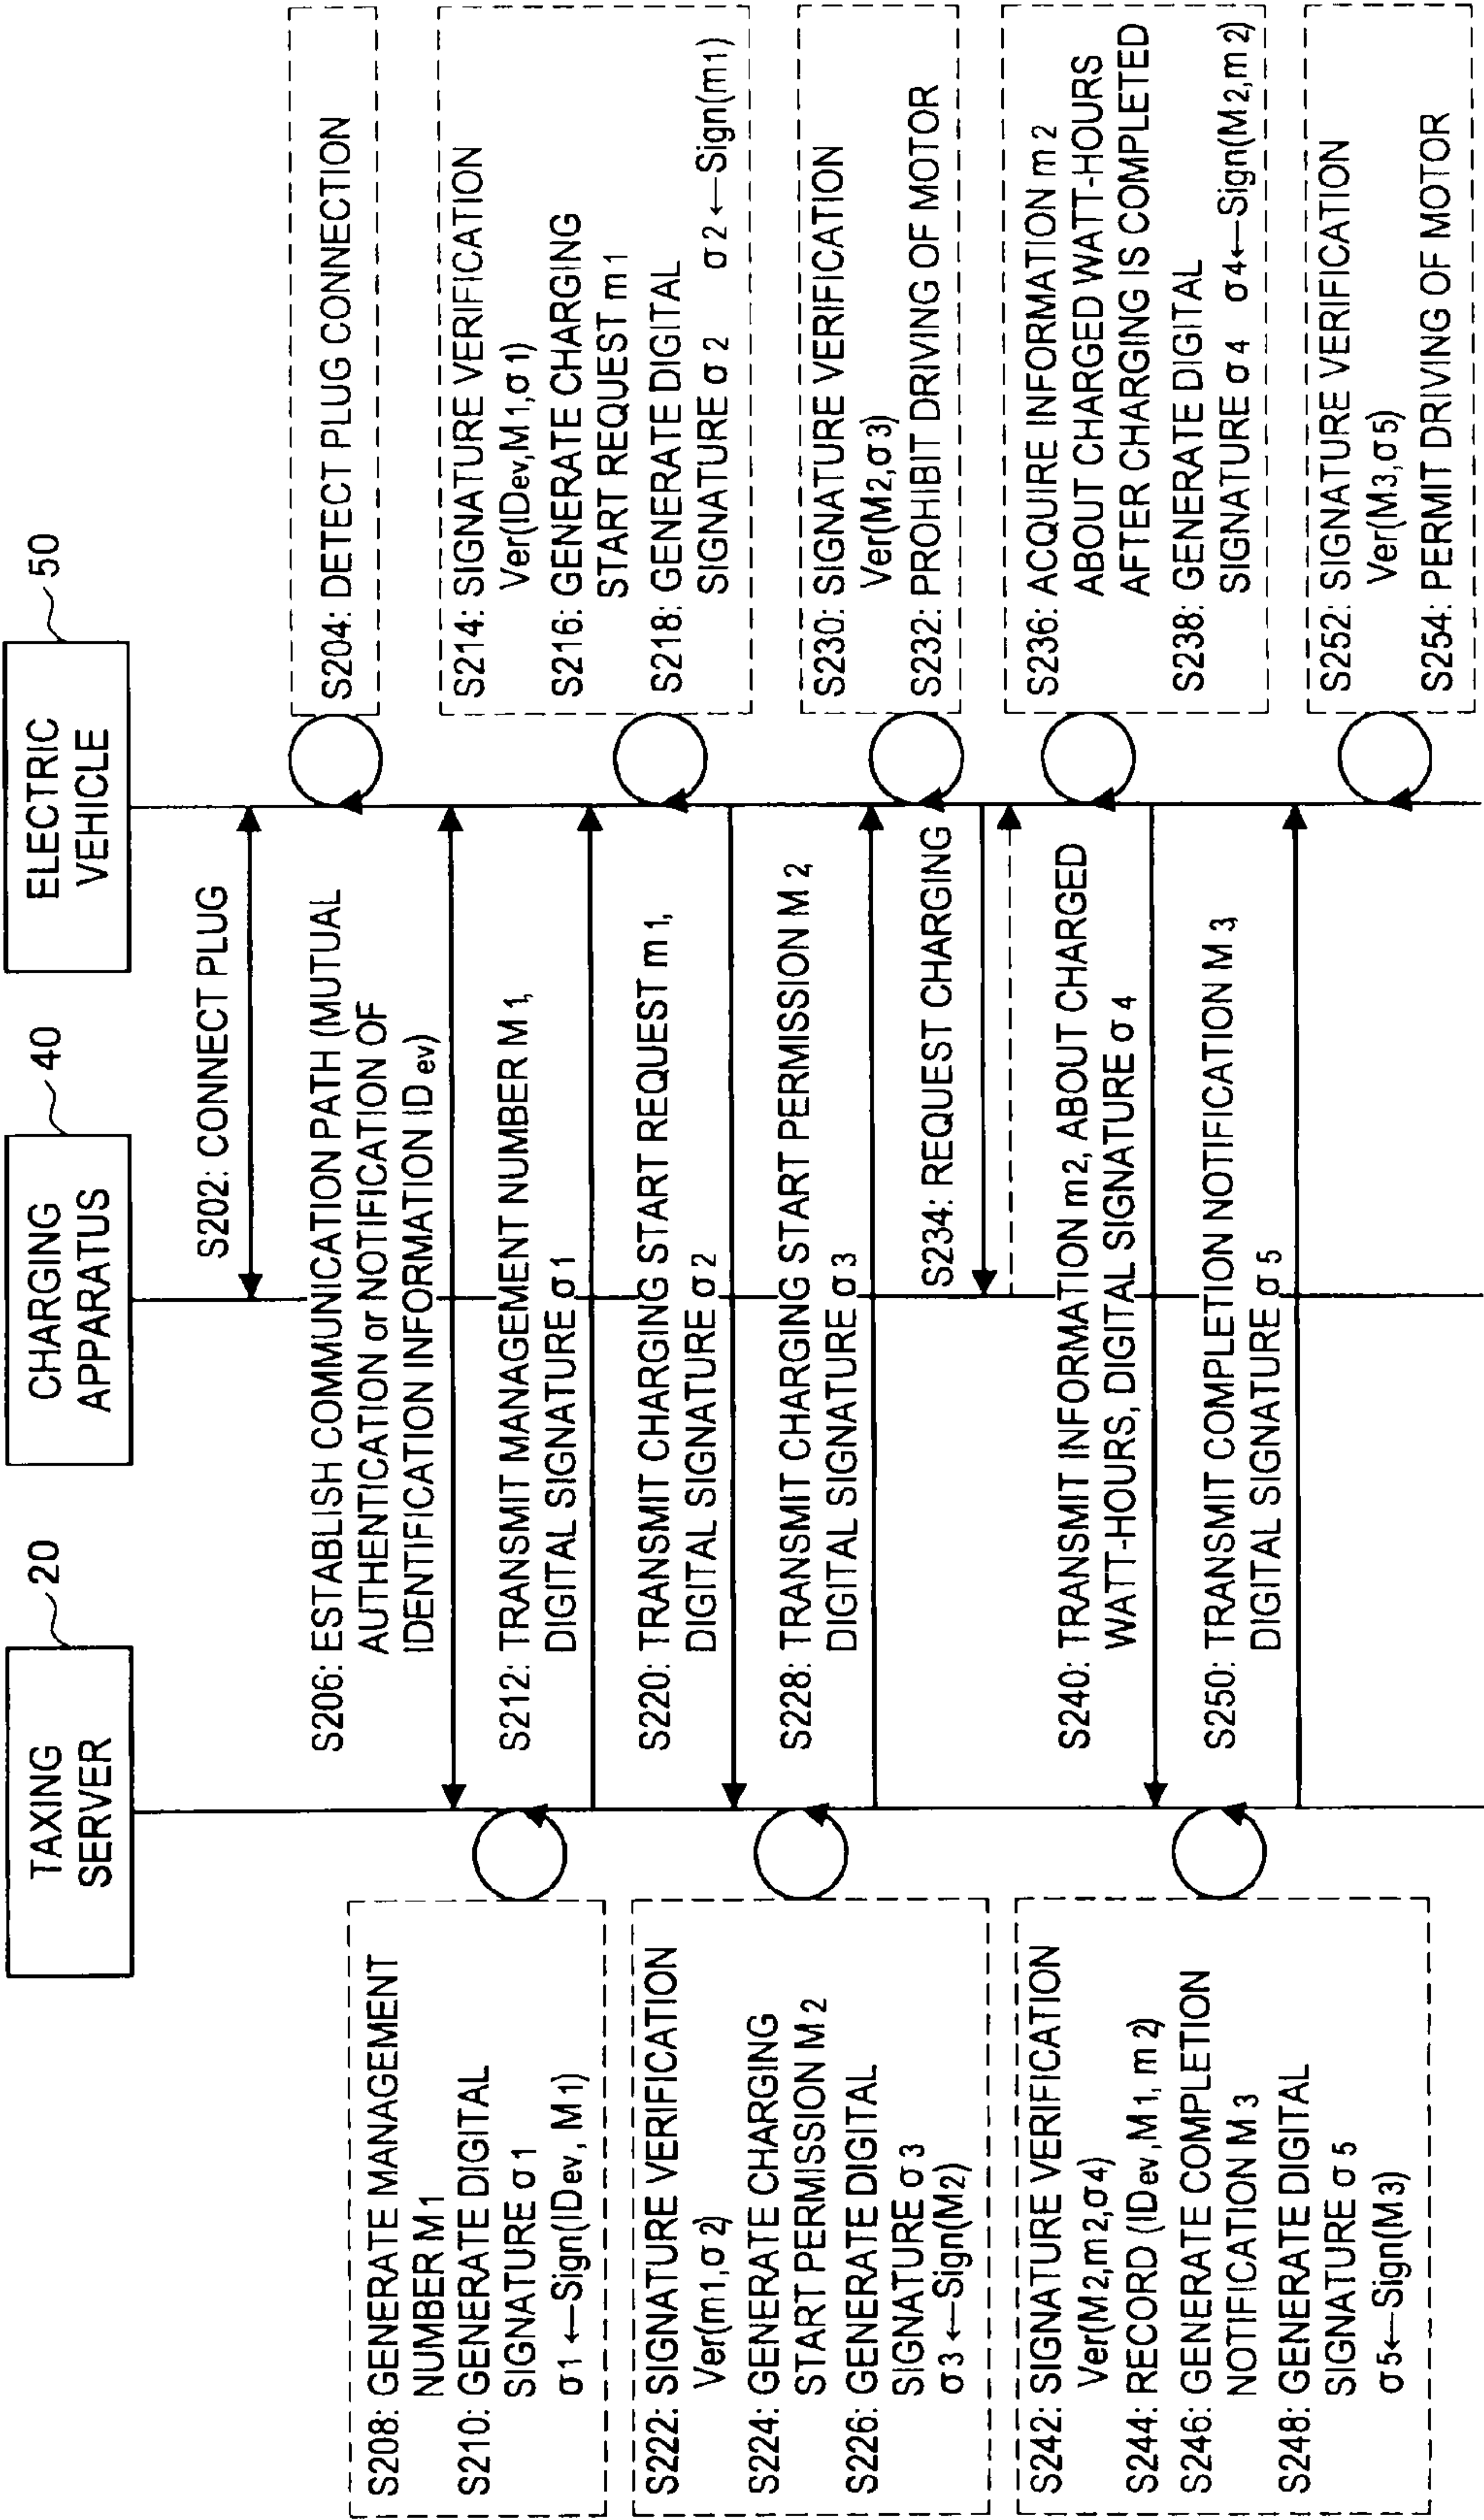 TAXING
SERVER
20
CHARGING
APPARATUS
40
ELECTRIC
VEHICLE
50
S202: CONNECT PLUG
S204: DETECT PLUG CONNECTION
S206: ESTABLISH COMMUNICATION PATH (MUTUAL
AUTHENTICATION or NOTIFICATION OF
IDENTIFICATION INFORMATION ID ev)
S208: GENERATE MANAGEMENT
NUMBER M1
S210: GENERATE DIGITAL
SIGNATURE σ1
σ1 ←Sign(IDev, M1)
S212: TRANSMIT MANAGEMENT NUMBER M1,
DIGITAL SIGNATURE σ1
S214: SIGNATURE VERIFICATION
Ver(IDev,M1,σ1)
S216: GENERATE CHARGING
START REQUEST m1
S218: GENERATE DIGITAL
SIGNATURE σ2 σ2 ←Sign(m1)
S220: TRANSMIT CHARGING START REQUEST m1,
DIGITAL SIGNATURE σ2
S222: SIGNATURE VERIFICATION
Ver(m1,σ2)
S224: GENERATE CHARGING
START PERMISSION M2
S226: GENERATE DIGITAL
SIGNATURE σ3
σ3 ←Sign(M2)
S228: TRANSMIT CHARGING START PERMISSION M2,
DIGITAL SIGNATURE σ3
S230: SIGNATURE VERIFICATION
Ver(M2,σ3)
S232: PROHIBIT DRIVING OF MOTOR
S234: REQUEST CHARGING
S236: ACQUIRE INFORMATION m2
ABOUT CHARGED WATT-HOURS
AFTER CHARGING IS COMPLETED
S238: GENERATE DIGITAL
SIGNATURE σ4 σ4←Sign(M2,m2)
S240: TRANSMIT INFORMATION m2, ABOUT CHARGED
WATT-HOURS, DIGITAL SIGNATURE σ4
S242: SIGNATURE VERIFICATION
Ver(M2,m2,σ4)
S244: RECORD (IDev,M1, m2)
S246: GENERATE COMPLETION
NOTIFICATION M3
S248: GENERATE DIGITAL
SIGNATURE σ5
σ5←Sign(M3)
S250: TRANSMIT COMPLETION NOTIFICATION M3,
DIGITAL SIGNATURE σ5
S252: SIGNATURE VERIFICATION
Ver(M3,σ5)
S254: PERMIT DRIVING OF MOTOR